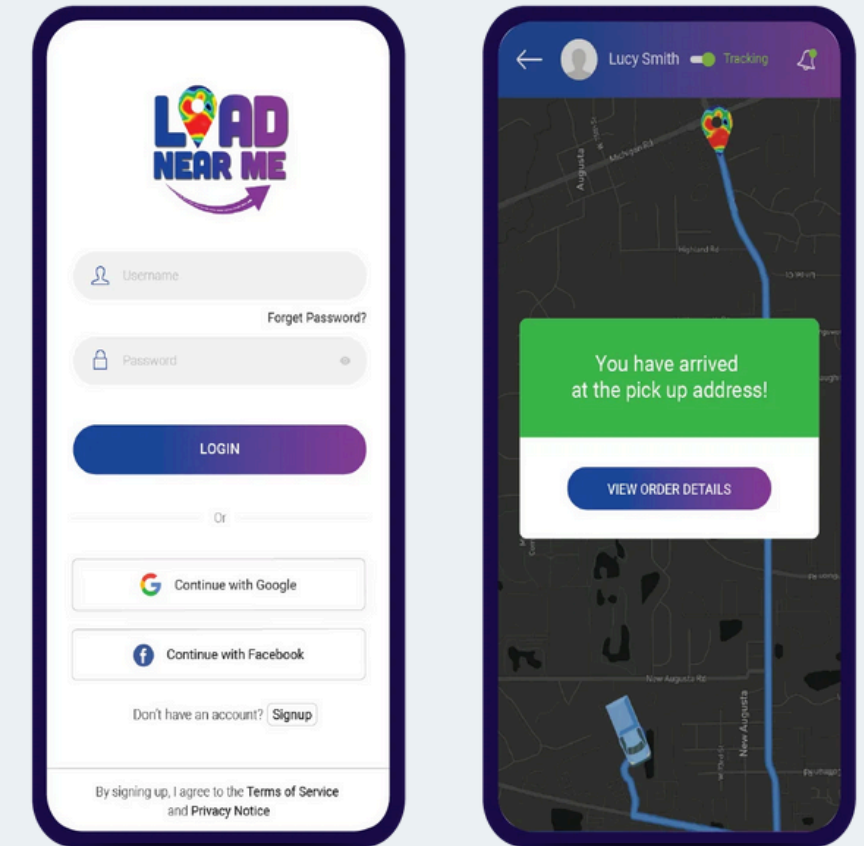 LOAD
NEAR ME
Username
Forget Password?
Password
LOGIN
Or
Continue with Google
Continue with Facebook
Don't have an account? Signup
By signing up, I agree to the Terms of Service
and Privacy Notice
Lucy Smith Tracking
Augusta
Michigan Rd
Highland Rd
You have arrived
at the pick up address!
VIEW ORDER DETAILS
New Augusta Rd
New Augusta